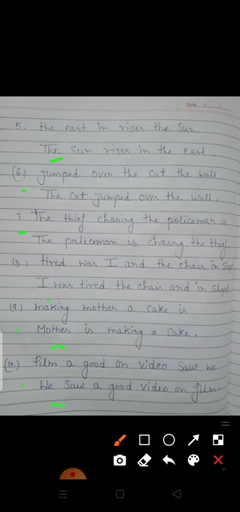 5. the east in rises the Sun.
The Sun rises in the east.
(6) jumped over the cat the wall
The cat jumped over the wall.
7. The thief chasing the policeman is
The policeman is chasing the thief.
(8) tired was I and the chair in slept
I was tired the chair and in slept
(9) making mother a cake is
Mother is making a cake.
(10) film a good on video saw we
We saw a good video on film.